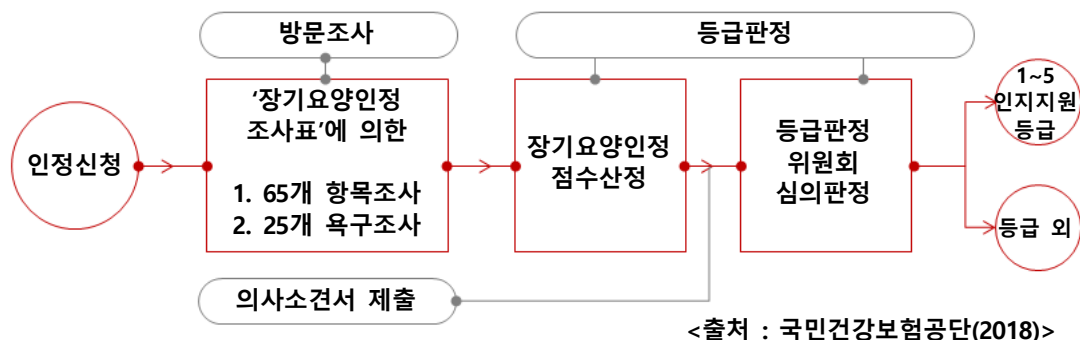 방문조사
등급판정
인정신청
‘장기요양인정
조사표’에 의한
1. 65개 항목조사
2. 25개 욕구조사
장기요양인정
점수산정
등급판정
위원회
심의판정
1~5
인지지원
등급
등급 외
의사소견서 제출
<출처 : 국민건강보험공단(2018)>